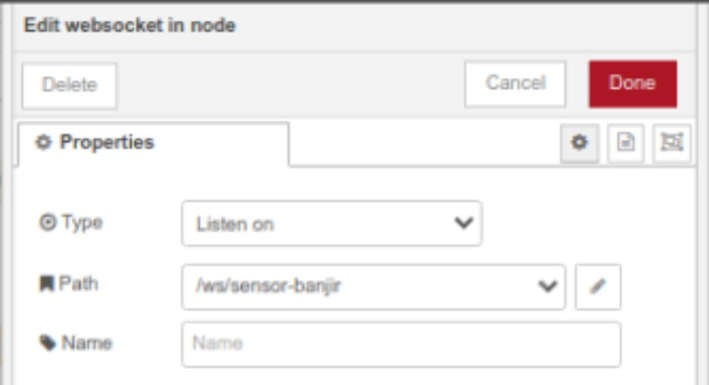 Edit websocket in node
Delete Cancel Done
Properties
Type Listen on
Path /ws/sensor-banjir
Name Name